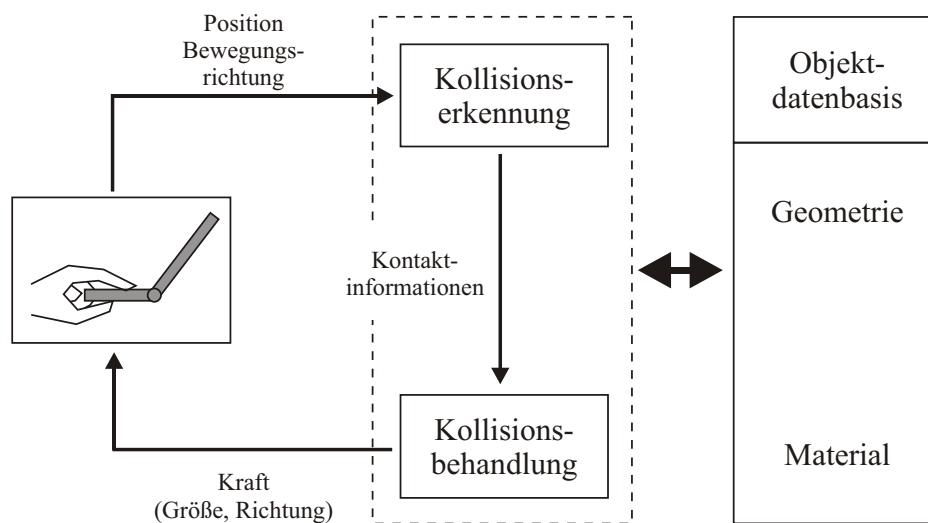 Position
Bewegungs-
richtung
Kollisions-
erkennung
Objekt-
datenbasis
Geometrie
Kontakt-
informationen
Kollisions-
behandlung
Material
Kraft
(Größe, Richtung)